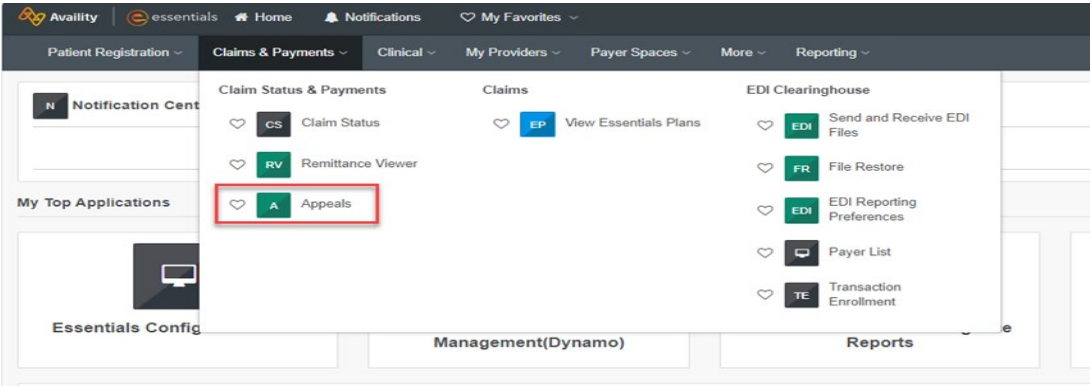 Availity essentials Home Notifications My Favorites
Patient Registration Claims & Payments Clinical My Providers Payer Spaces More Reporting
N Notification Cent
Claim Status & Payments
CS Claim Status
RV Remittance Viewer
A Appeals
Claims
EP View Essentials Plans
EDI Clearinghouse
EDI Send and Receive EDI
Files
FR File Restore
EDI EDI Reporting
Preferences
Payer List
TE Transaction
Enrollment
My Top Applications
Essentials Config
Management(Dynamo)
Reports